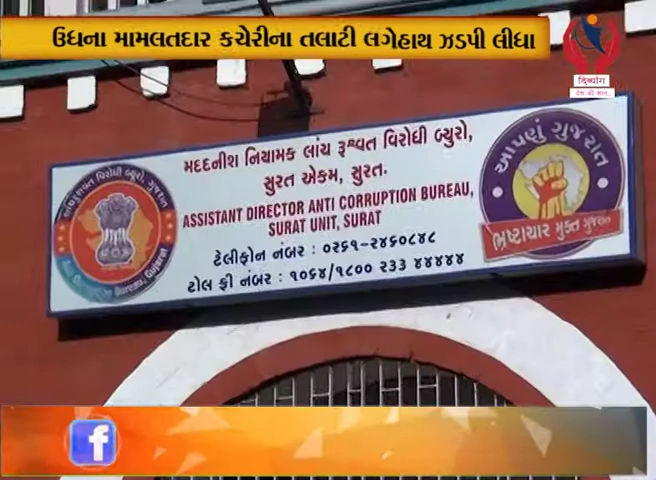 ઉધના મામલતદાર કચેરીના તલાટી લગેહાથ ઝડપી લીધા
દિવ્યાંગ
મદદનીશ નિયામક લાંચ રૂશ્વત વિરોધી બ્યુરો,
સુરત એકમ, સુરત.
ASSISTANT DIRECTOR ANTI CORRUPTION BUREAU,
SURAT UNIT, SURAT
ટેલીફોન નંબર : ૦૨૬૧-૨૪૬૦૮૪૮
ટોલ ફ્રી નંબર : ૧૦૬૪/૧૮૦૦ ૨૩૩ ૪૪૪૪૪
આપણું ગુજરાત
ભ્રષ્ટાચાર મુક્ત ગુજરાત
f